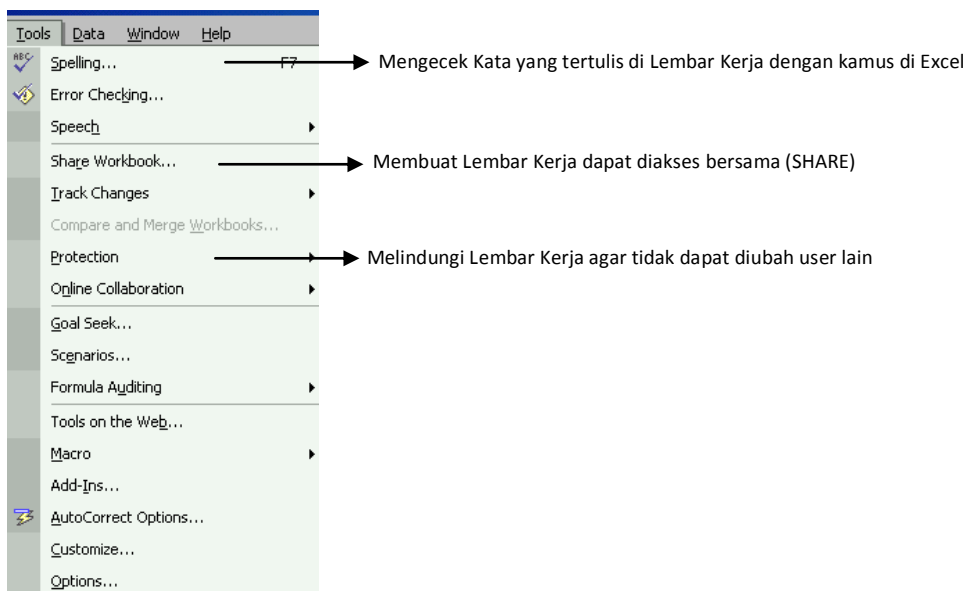 Tools Data Window Help
Spelling... F7 Mengecek Kata yang tertulis di Lembar Kerja dengan kamus di Excel
Error Checking...
Speech
Share Workbook... Membuat Lembar Kerja dapat diakses bersama (SHARE)
Track Changes
Compare and Merge Workbooks...
Protection Melindungi Lembar Kerja agar tidak dapat diubah user lain
Online Collaboration
Goal Seek...
Scenarios...
Formula Auditing
Tools on the Web...
Macro
Add-Ins...
AutoCorrect Options...
Customize...
Options...